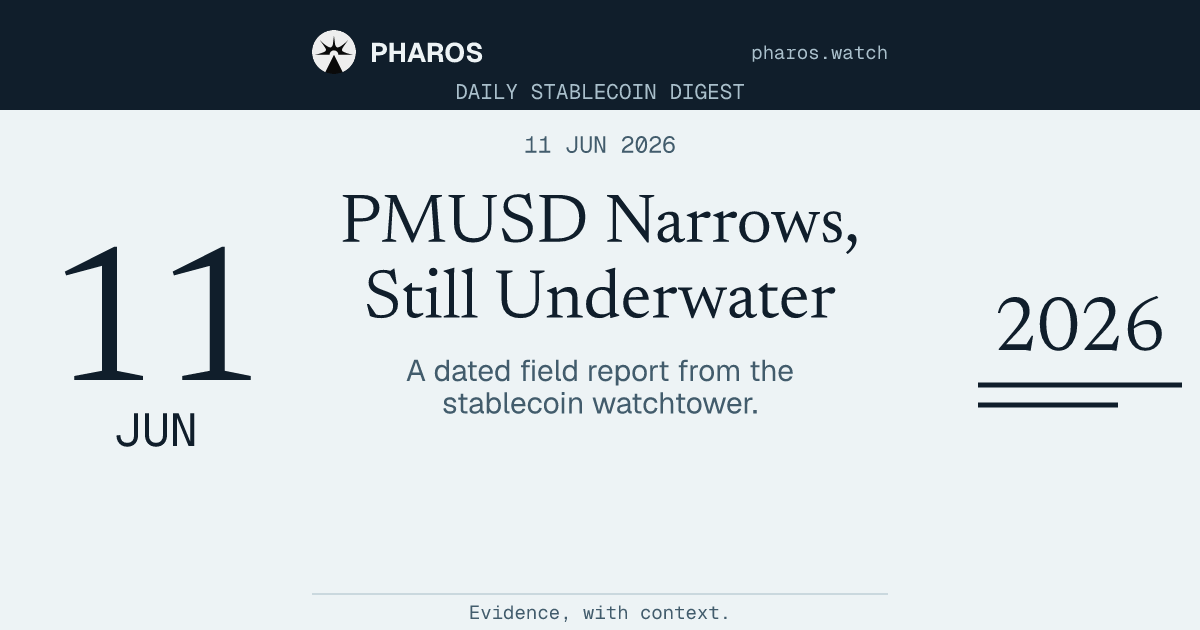 PHAROS
pharos.watch
DAILY STABLECOIN DIGEST
11 JUN 2026
PMUSD Narrows,
Still Underwater
A dated field report from the
stablecoin watchtower.
11
JUN
2026
Evidence, with context.